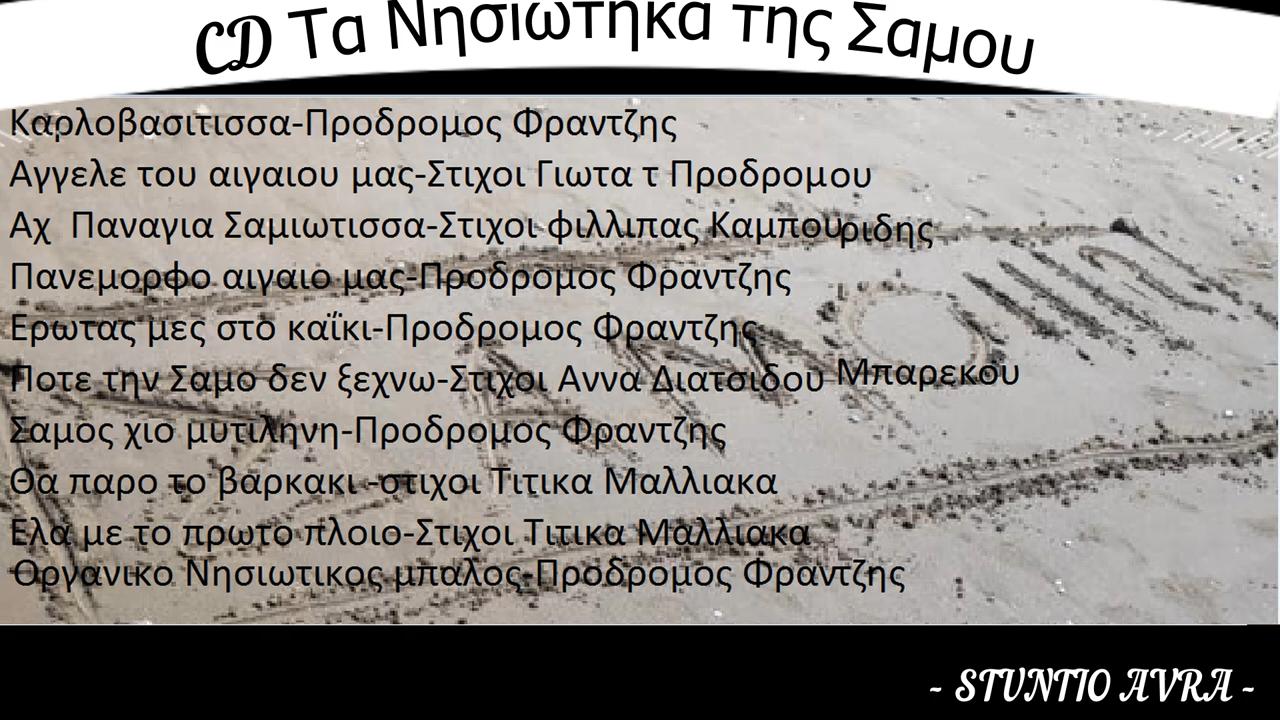 CD Τα Νησιωτηκα της Σαμου
Καρλοβασιτισσα-Προδρομος Φραντζης
Αγγελε του αιγαιου μας-Στιχοι Γιωτα τ Προδρομου
Αχ Παναγια Σαμιωτισσα-Στιχοι φιλλιπας Καμπουριδης
Πανεμορφο αιγαιο μας-Προδρομος Φραντζης
Ερωτας μες στο καΐκι-Προδρομος Φραντζης
Ποτε την Σαμο δεν ξεχνω-Στιχοι Αννα Διατσιδου Μπαρεκου
Σαμος χιο μυτιληνη-Προδρομος Φραντζης
Θα παρο το βαρκακι -στιχοι Τιτικα Μαλλιακα
Ελα με το πρωτο πλοιο-Στιχοι Τιτικα Μαλλιακα
Οργανικο Νησιωτικος μπαλος-Προδρομος Φραντζης
- STUNTIO AVRA -